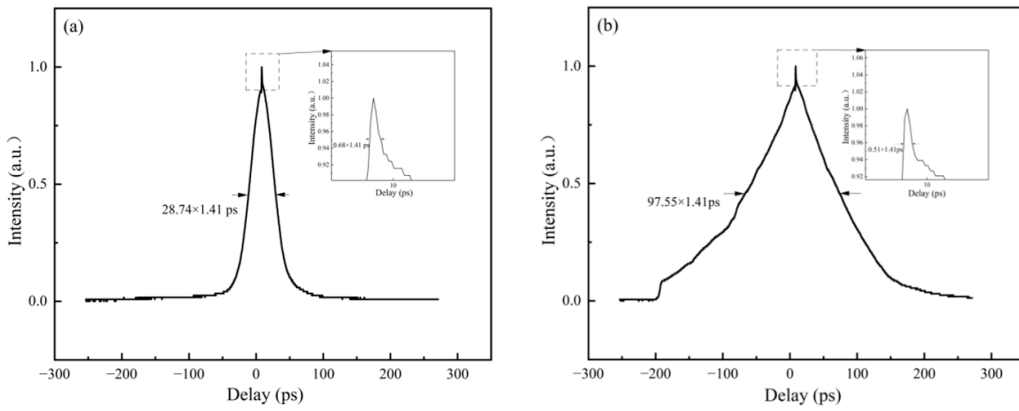 (a)
Intensity (a.u.)
1.0
0.5
0.0
28.74×1.41 ps
−300 −200 −100 0 100 200 300
Delay (ps)
Intensity (a.u.)
1.04
1.02
1.00
0.98
0.96
0.94
0.92
0.68×1.41 ps
10
Delay (ps)
(b)
Intensity (a.u.)
1.0
0.5
0.0
97.55×1.41ps
−300 −200 −100 0 100 200 300
Delay (ps)
Intensity (a.u.)
1.06
1.04
1.02
1.00
0.98
0.96
0.94
0.92
0.51×1.41ps
10
Delay (ps)